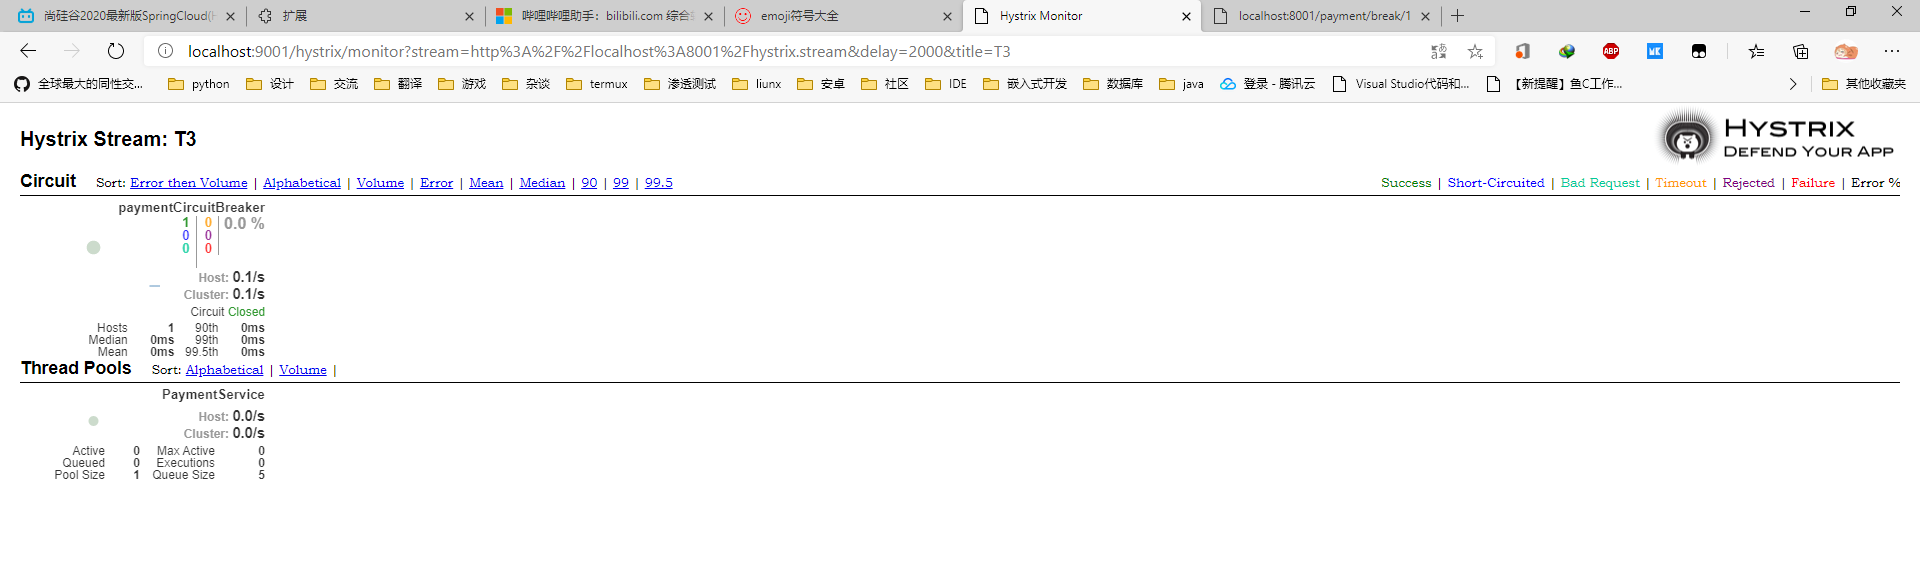 尚硅谷2020最新版SpringCloud(H
扩展
哔哩哔哩助手：bilibili.com 综合
emoji符号大全
Hystrix Monitor
localhost:8001/payment/break/1
localhost:9001/hystrix/monitor?stream=http%3A%2F%2Flocalhost%3A8001%2Fhystrix.stream&delay=2000&title=T3
ABP
全球最大的同性交...
python
设计
交流
翻译
游戏
杂谈
termux
渗透测试
liunx
安卓
社区
IDE
嵌入式开发
数据库
java
登录 - 腾讯云
Visual Studio代码和...
【新提醒】鱼C工作...
其他收藏夹
Hystrix Stream: T3
HYSTRIX
DEFEND YOUR APP
Circuit Sort: Error then Volume | Alphabetical | Volume | Error | Mean | Median | 90 | 99 | 99.5
Success | Short-Circuited | Bad Request | Timeout | Rejected | Failure | Error %
paymentCircuitBreaker
1 0 0.0 %
0 0
0 0
Host: 0.1/s
Cluster: 0.1/s
Circuit Closed
Hosts 1 90th 0ms
Median 0ms 99th 0ms
Mean 0ms 99.5th 0ms
Thread Pools Sort: Alphabetical | Volume |
PaymentService
Host: 0.0/s
Cluster: 0.0/s
Active 0 Max Active 0
Queued 0 Executions 0
Pool Size 1 Queue Size 5